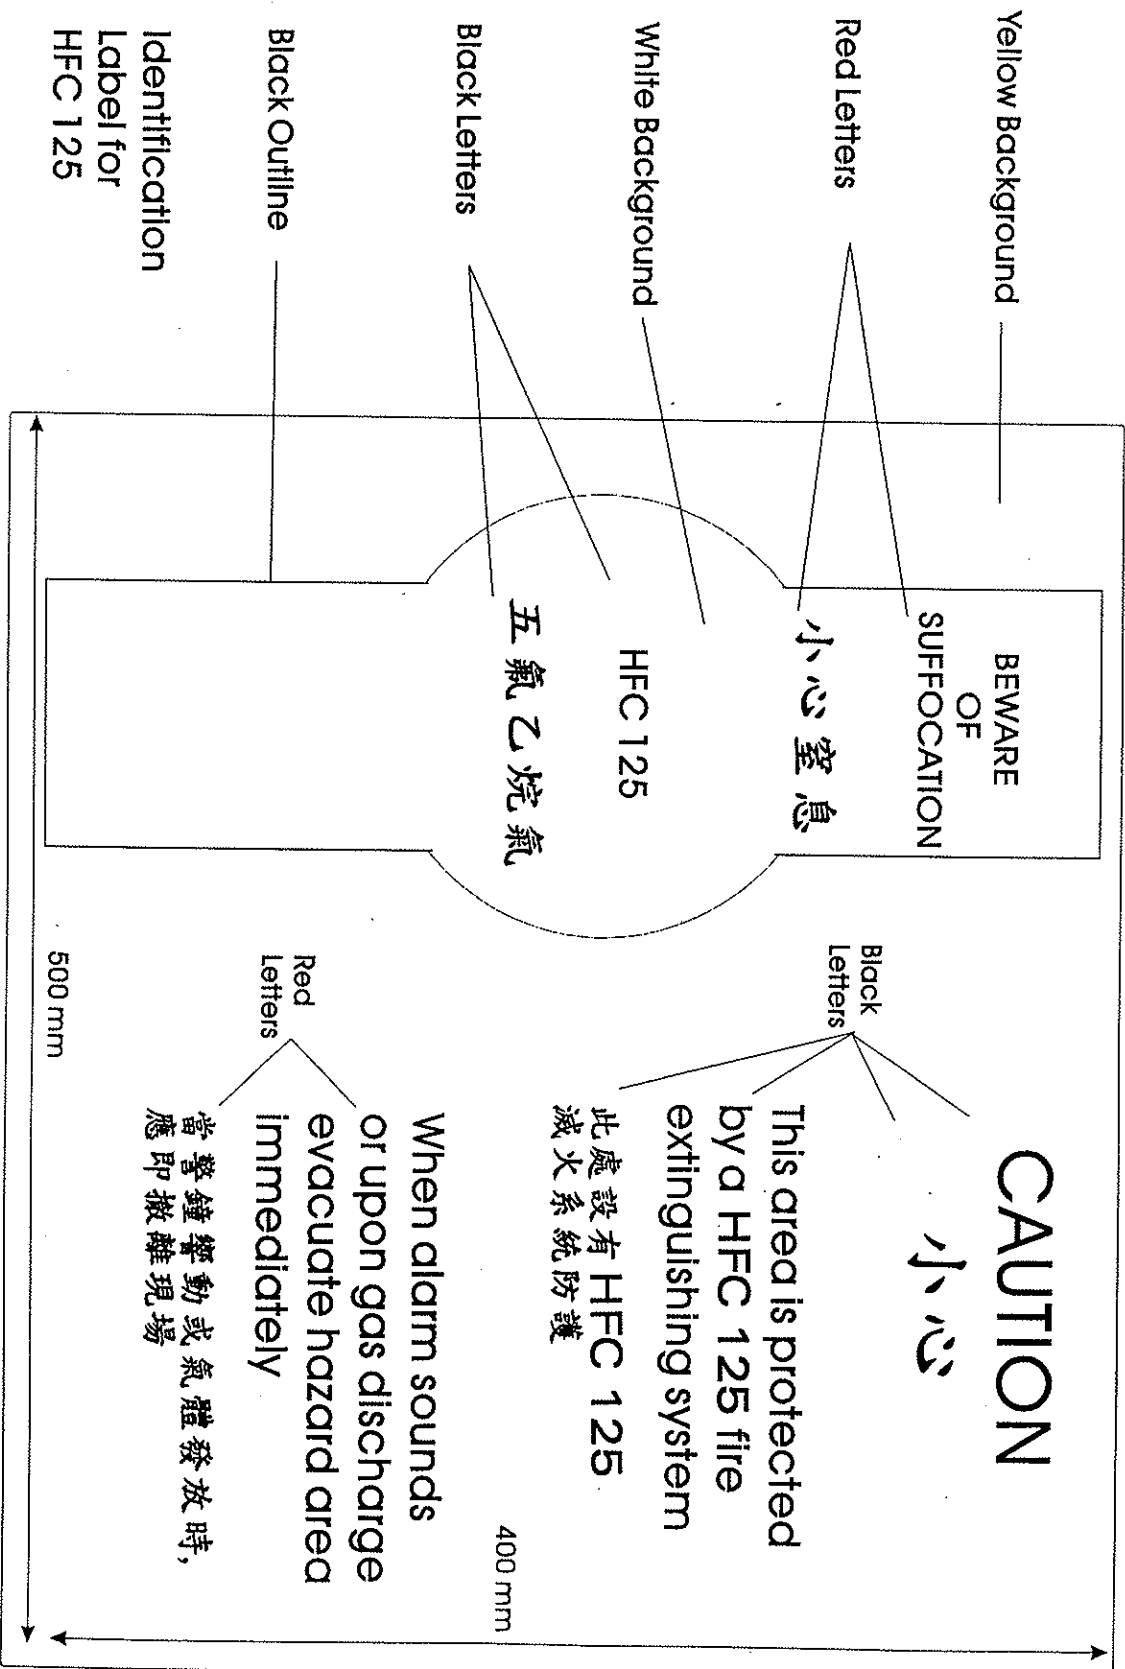 Yellow Background
Red Letters
White Background
Black Letters
Black Outline
Identification
Label for
HFC 125
BEWARE
OF
SUFFOCATION
小心窒息
HFC 125
五氟乙烷氣
CAUTION
小心
Black
Letters
This area is protected
by a HFC 125 fire
extinguishing system
此處設有 HFC 125
滅火系統防護
Red
Letters
When alarm sounds
or upon gas discharge
evacuate hazard area
immediately
當警鐘響動或氣體發放時,
應即撤離現場
400 mm
500 mm